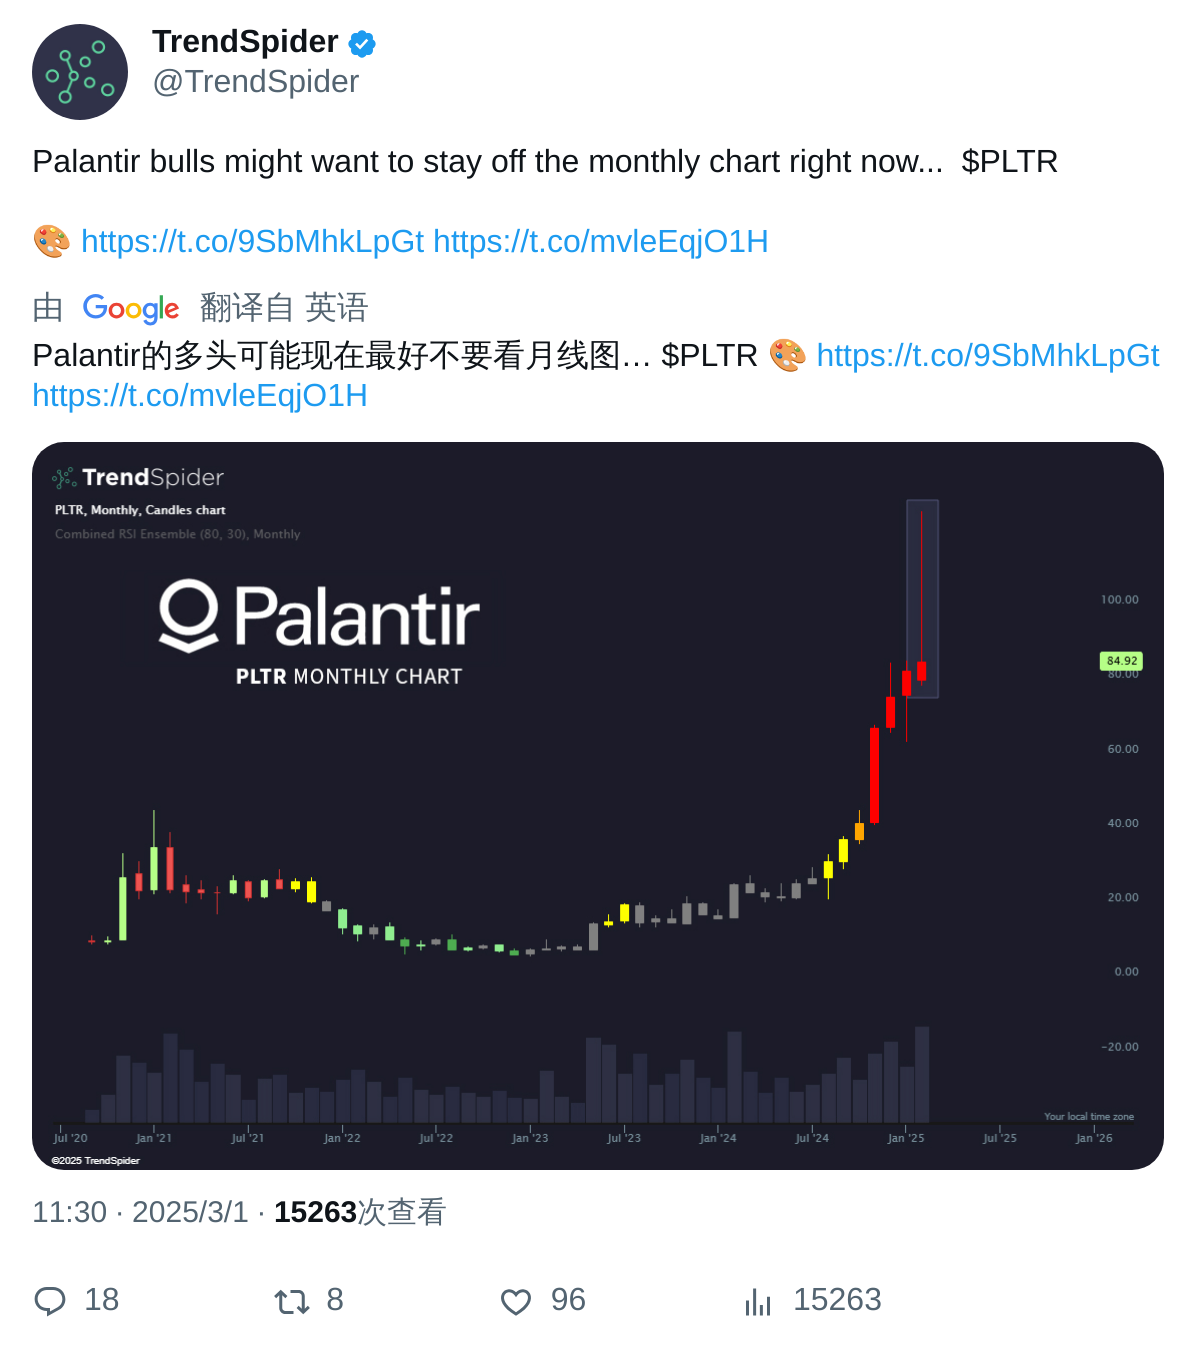 TrendSpider
@TrendSpider
Palantir bulls might want to stay off the monthly chart right now... $PLTR
🎨 https://t.co/9SbMhkLpGt https://t.co/mvleEqjO1H
由 Google 翻译自 英语
Palantir的多头可能现在最好不要看月线图… $PLTR 🎨 https://t.co/9SbMhkLpGt
https://t.co/mvleEqjO1H
TrendSpider
PLTR, Monthly, Candles chart
Combined RSI Ensemble (80, 30), Monthly
Palantir
PLTR MONTHLY CHART
100.00
84.92
80.00
60.00
40.00
20.00
0.00
-20.00
Your local time zone
Jul '20 Jan '21 Jul '21 Jan '22 Jul '22 Jan '23 Jul '23 Jan '24 Jul '24 Jan '25 Jul '25 Jan '26
©2025 TrendSpider
11:30 · 2025/3/1 · 15263次查看
18 8 96 15263